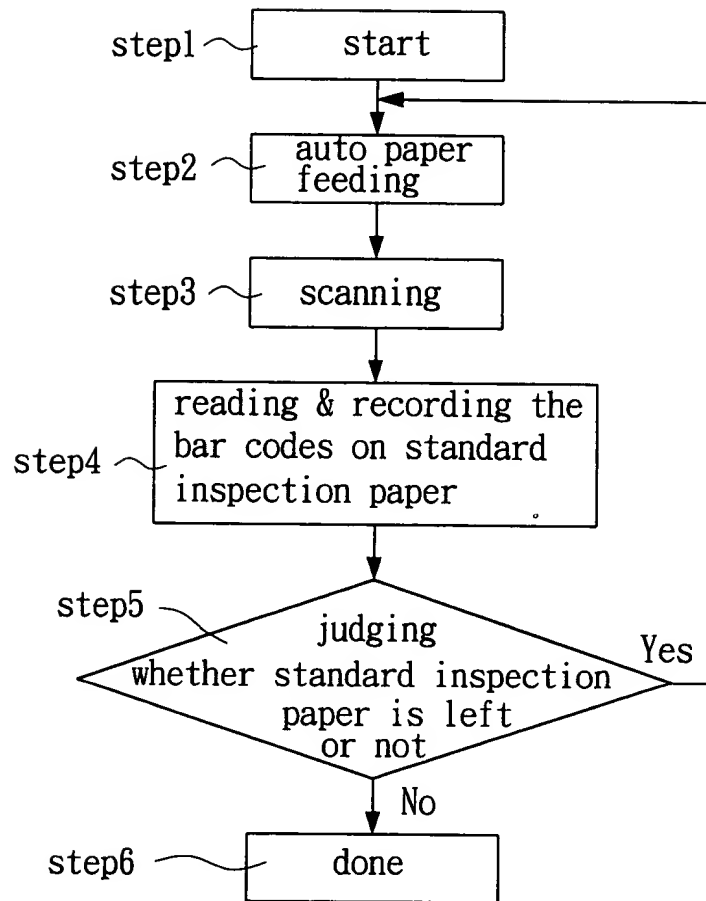 step1
start
step2
auto paper
feeding
step3
scanning
step4
reading & recording the
bar codes on standard
inspection paper
step5
judging
whether standard inspection
paper is left
or not
Yes
No
step6
done